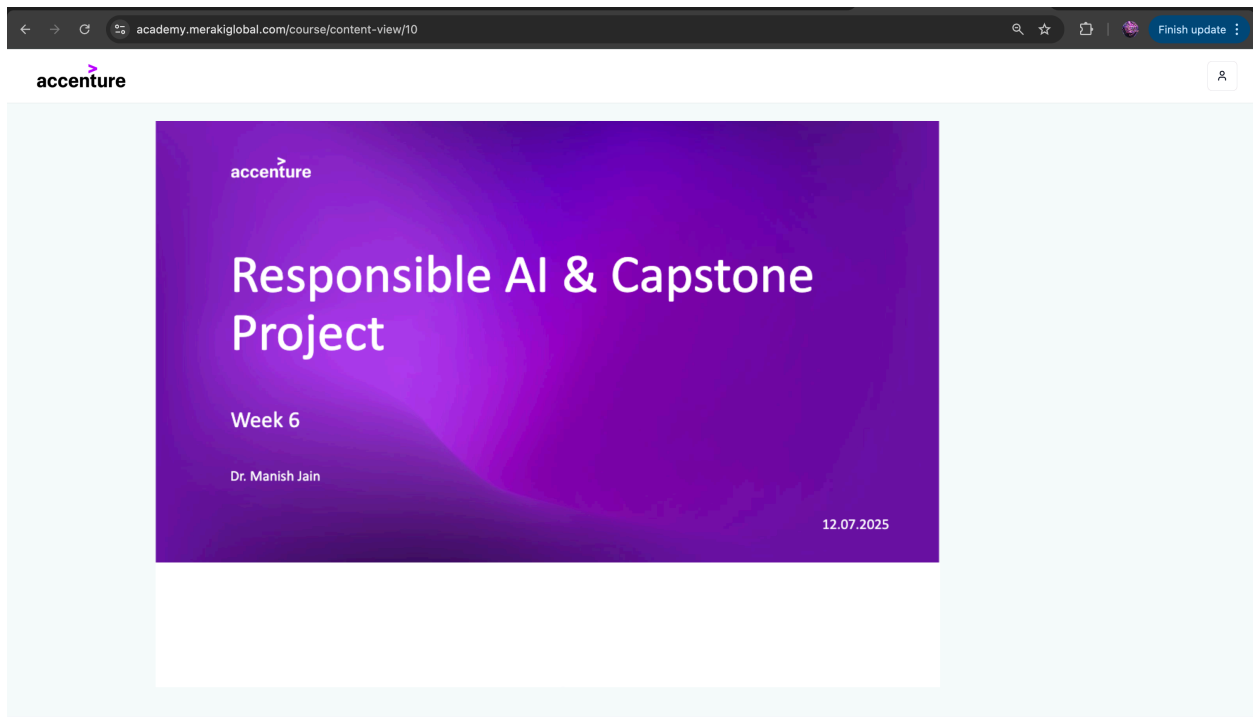 academy.merakiglobal.com/course/content-view/10
Finish update
accenture
accenture
Responsible AI & Capstone
Project
Week 6
Dr. Manish Jain
12.07.2025